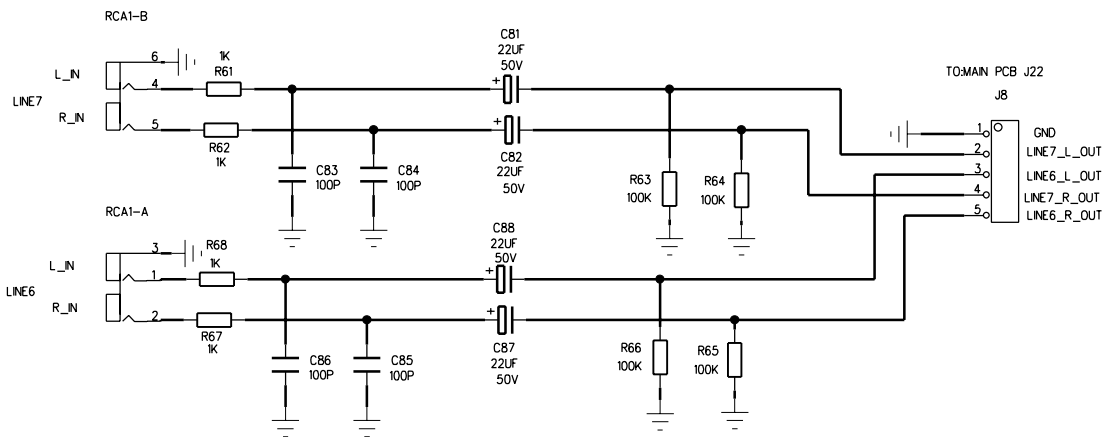 RCA1-B
L_IN
LINE7
R_IN
6
4
5
1K
R61
R62
1K
C83
100P
C84
100P
C81
22UF
50V
+
+
C82
22UF
50V
R63
100K
R64
100K
TO:MAIN PCB J22
J8
1
GND
2
LINE7_L_OUT
3
LINE6_L_OUT
4
LINE7_R_OUT
5
LINE6_R_OUT
RCA1-A
L_IN
LINE6
R_IN
3
1
2
R68
1K
R67
1K
C86
100P
C85
100P
C88
22UF
50V
+
+
C87
22UF
50V
R66
100K
R65
100K